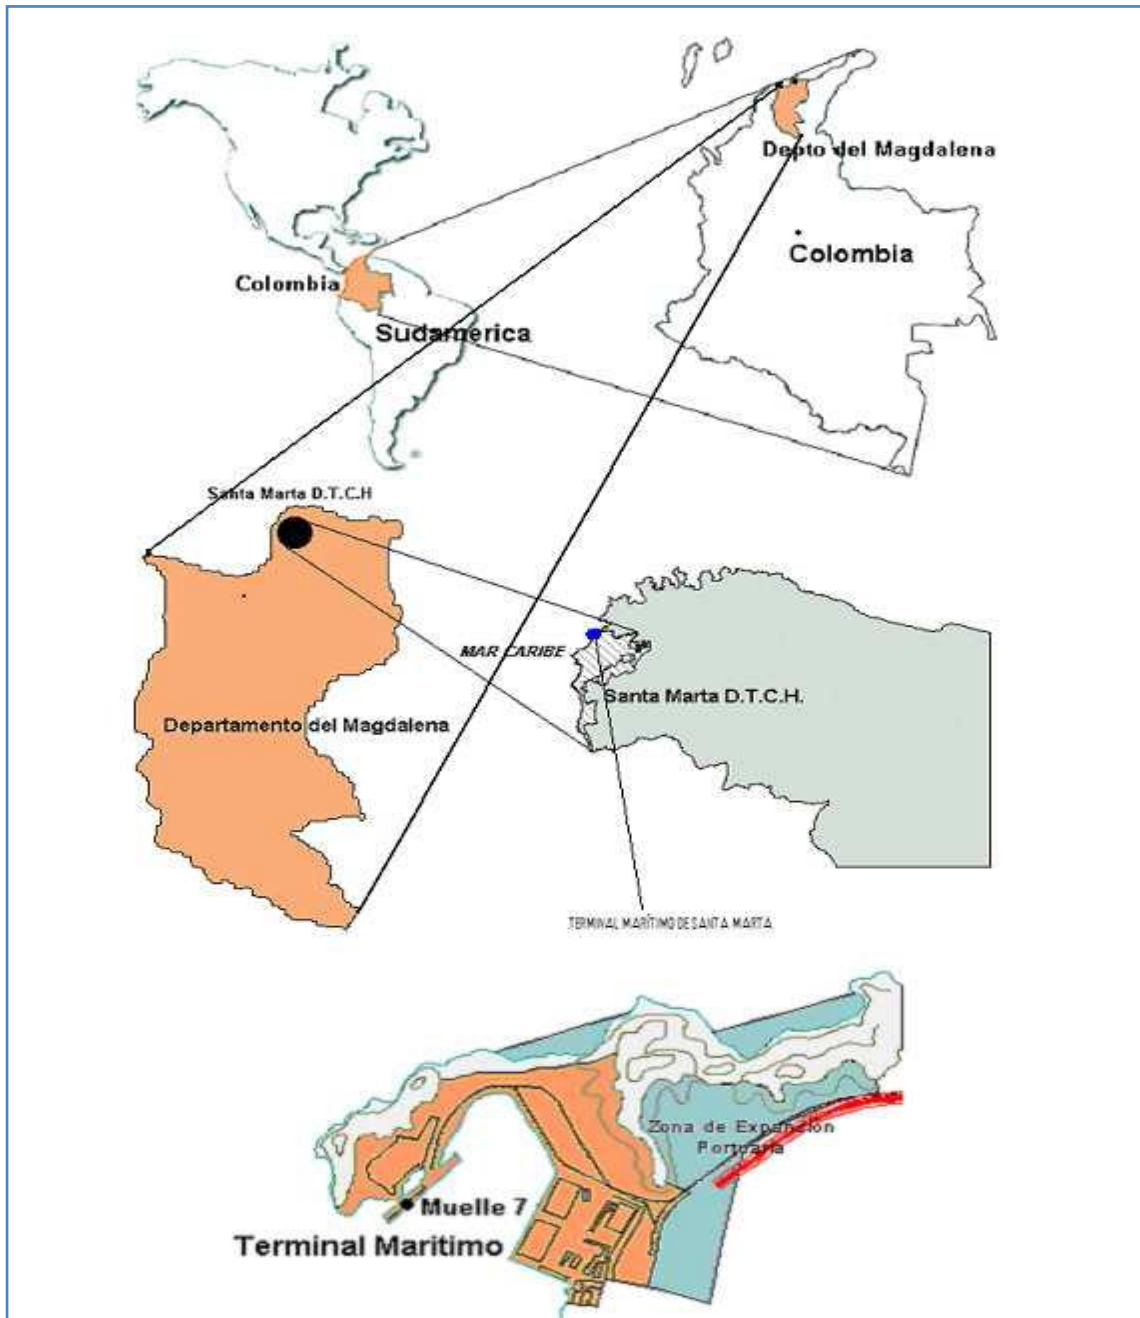 Depto del Magdalena
Colombia
Colombia
Sudamerica
Santa Marta D.T.C.H
MAR CARIBE
Santa Marta D.T.C.H.
Departamento del Magdalena
TERMINAL MARÍTIMO DE SANTA MARTA
Zona de Expanción
Portuaria
Muelle 7
Terminal Maritimo